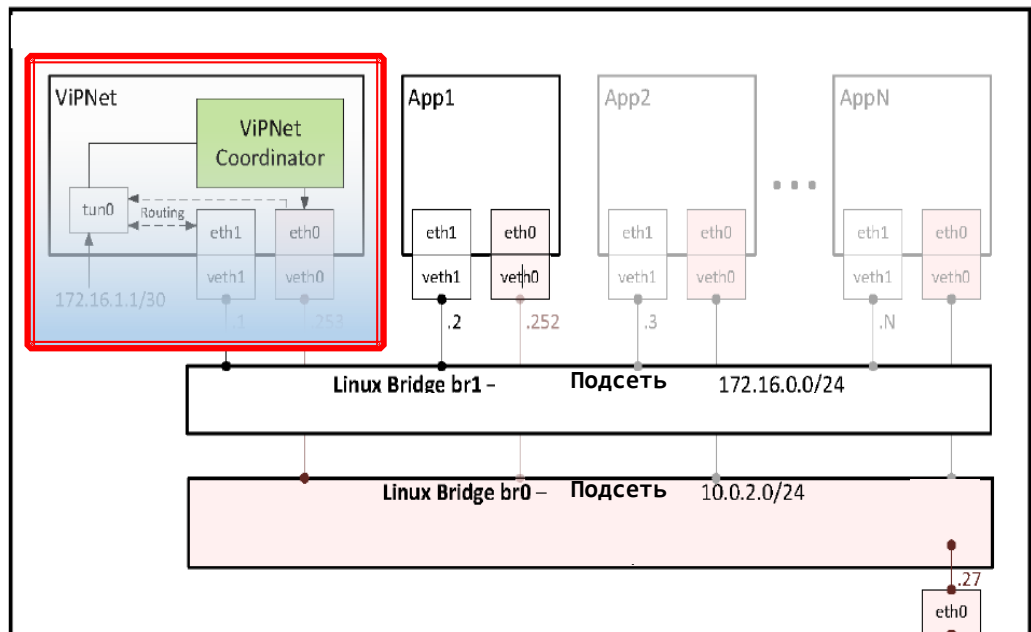 ViPNet
App1
App2
AppN
ViPNet
Coordinator
tun0
Routing
eth1
eth0
eth1
eth0
eth1
eth0
eth1
eth0
veth1
veth0
veth1
veth0
veth1
veth0
veth1
veth0
172.16.1.1/30
.1
.253
.2
.252
.3
.N
Linux Bridge br1 – Подсеть 172.16.0.0/24
Linux Bridge br0 – Подсеть 10.0.2.0/24
.27
eth0